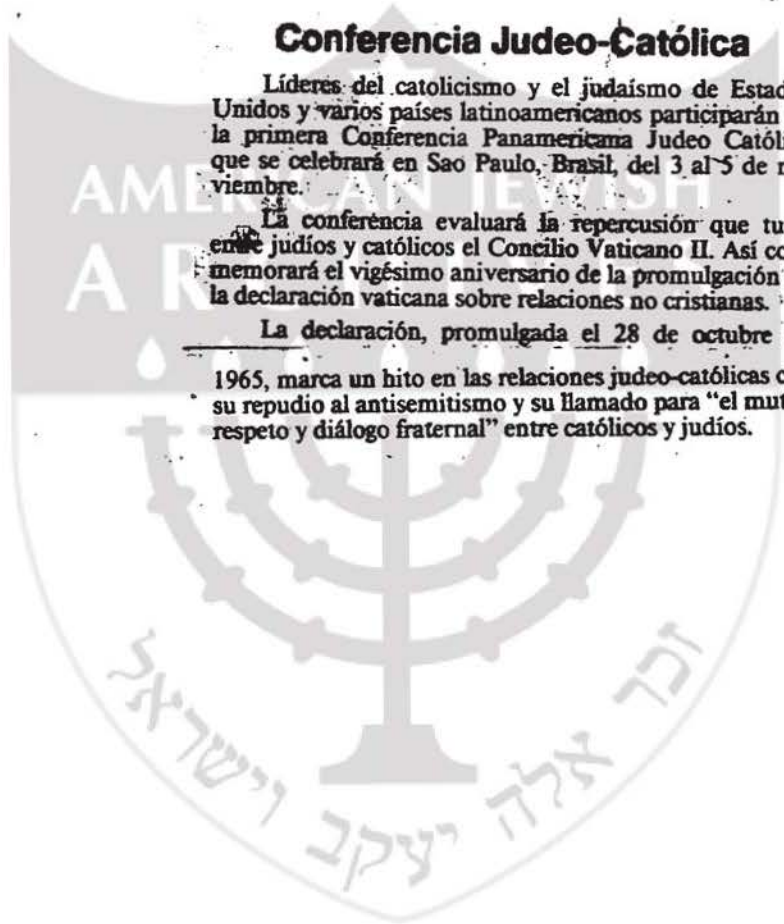 Conferencia Judeo-Católica
Líderes del catolicismo y el judaísmo de Estad
Unidos y varios países latinoamericanos participarán
la primera Conferencia Panamericana Judeo Catól
que se celebrará en Sao Paulo, Brasil, del 3 al 5 de n
viembre.
La conferencia evaluará la repercusión que tu
entre judíos y católicos el Concilio Vaticano II. Así co
memorará el vigésimo aniversario de la promulgación
la declaración vaticana sobre relaciones no cristianas.
La declaración, promulgada el 28 de octubre
1965, marca un hito en las relaciones judeo-católicas c
su repudio al antisemitismo y su llamado para “el mut
respeto y diálogo fraternal” entre católicos y judíos.
AMERICAN JEWISH
ARCHIVES
זכר אלה יעקב וישראל